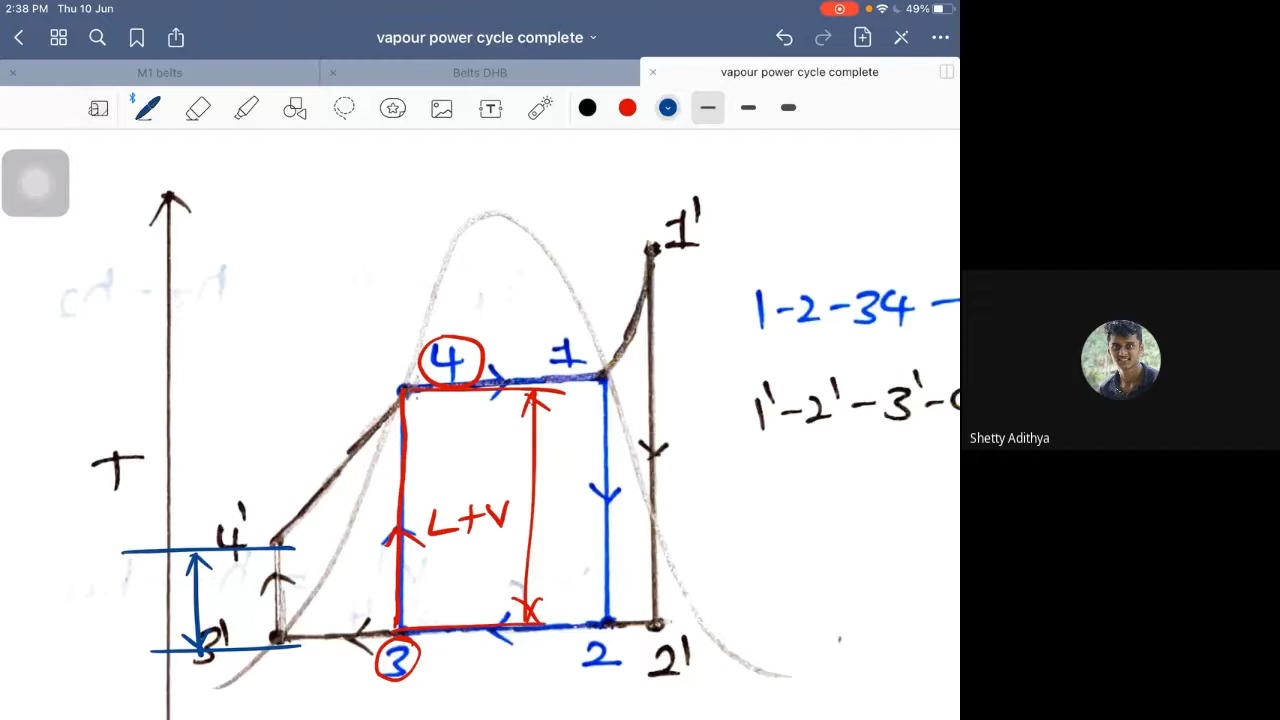 2:38 PM Thu 10 Jun 49%
vapour power cycle complete
M1 belts Belts DHB vapour power cycle complete
T
1'
4 1
1-2-34-
1'-2'-3'-
4'
L+V
3'
3 2 2'
Shetty Adithya